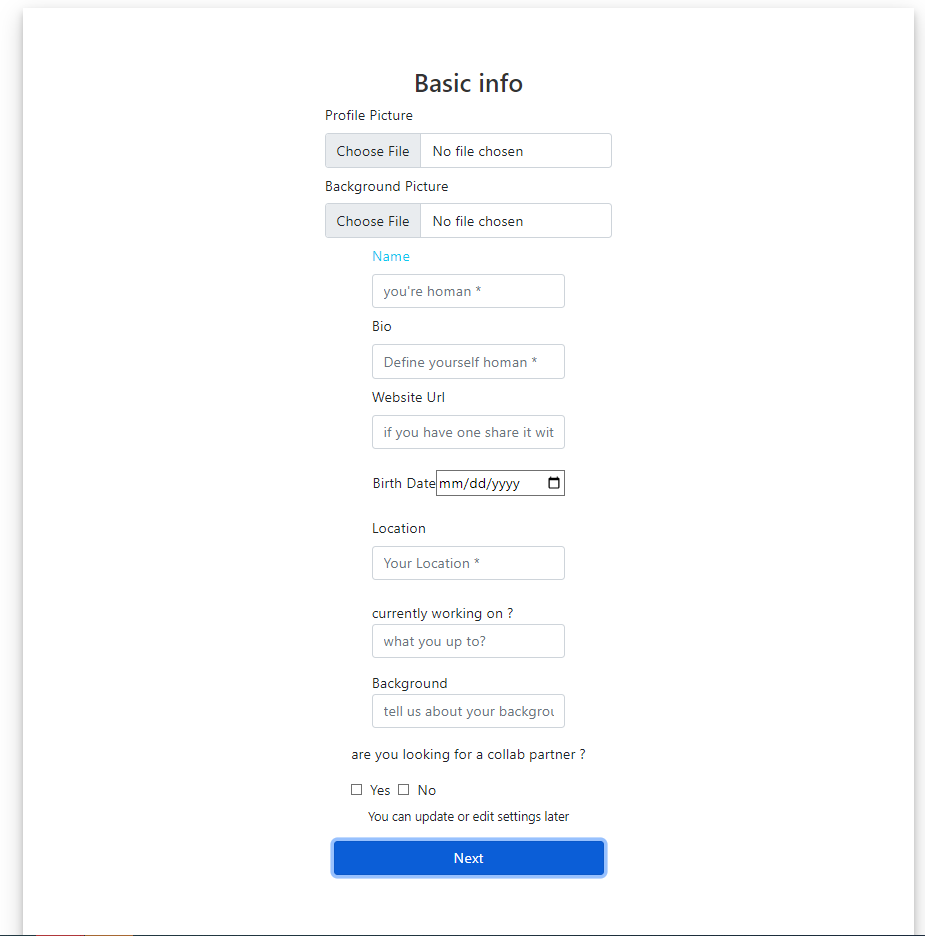 Basic info
Profile Picture
Choose File No file chosen
Background Picture
Choose File No file chosen
Name
you're homan *
Bio
Define yourself homan *
Website Url
if you have one share it wit
Birth Date mm/dd/yyyy
Location
Your Location *
currently working on ?
what you up to?
Background
tell us about your backgrou
are you looking for a collab partner ?
Yes No
You can update or edit settings later
Next